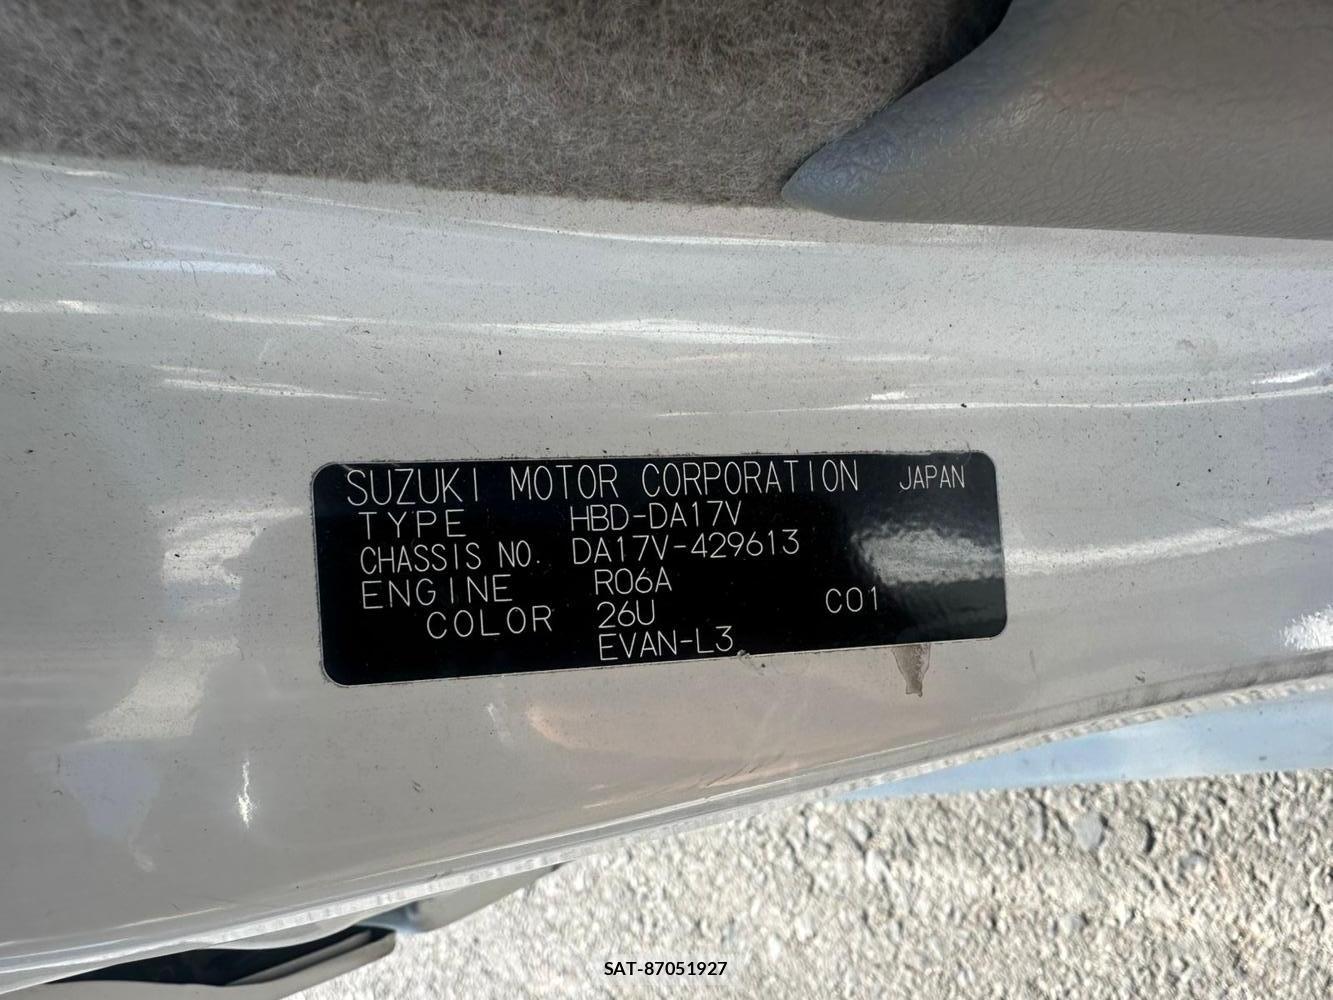 SUZUKI MOTOR CORPORATION JAPAN
TYPE HBD-DA17V
CHASSIS NO. DA17V-429613
ENGINE R06A
COLOR 26U C01
EVAN-L3
SAT-87051927